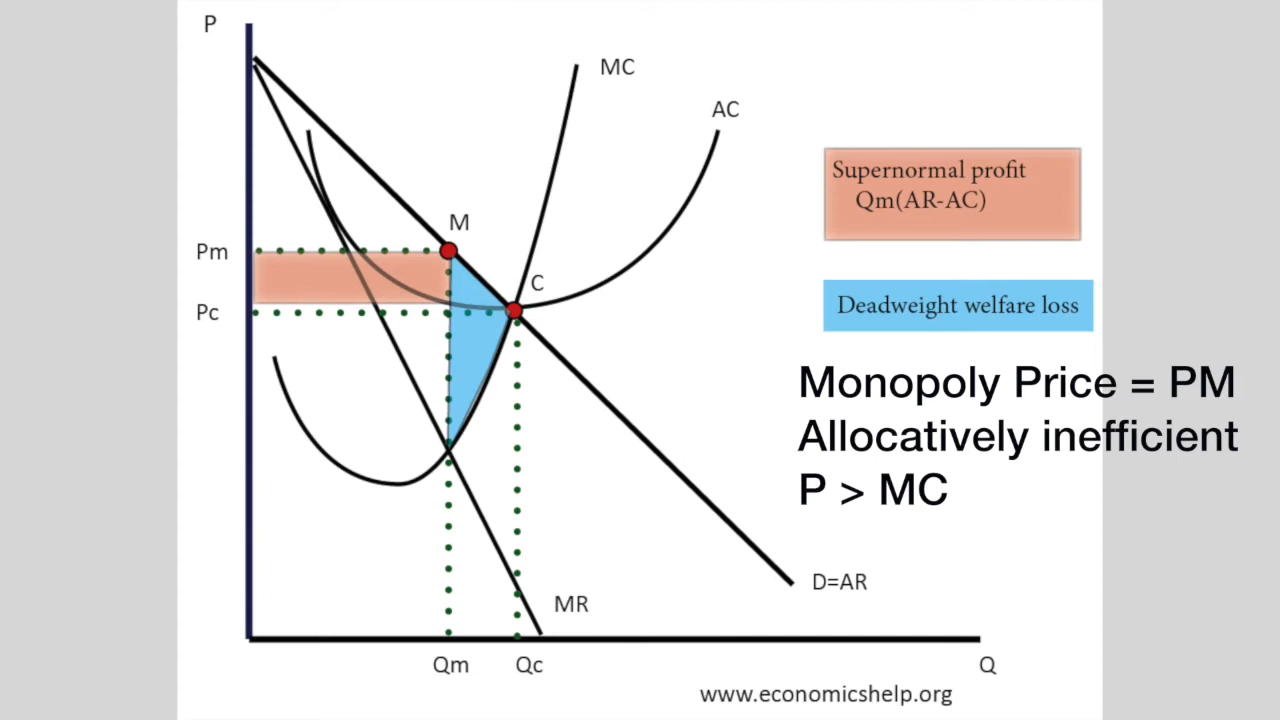 P
MC
AC
Supernormal profit
Qm(AR-AC)
M
Pm
C
Pc
Deadweight welfare loss
Monopoly Price = PM
Allocatively inefficient
P > MC
D=AR
MR
Qm
Qc
Q
www.economicshelp.org